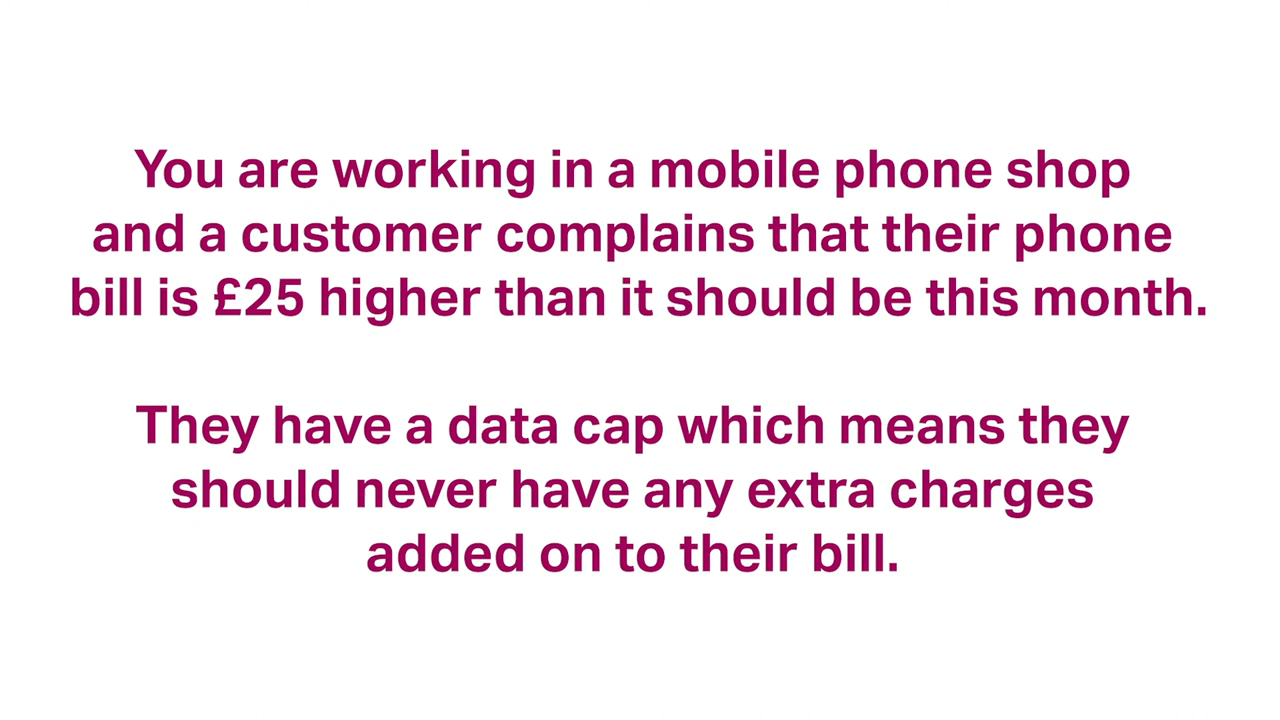 You are working in a mobile phone shop
and a customer complains that their phone
bill is £25 higher than it should be this month.
They have a data cap which means they
should never have any extra charges
added on to their bill.